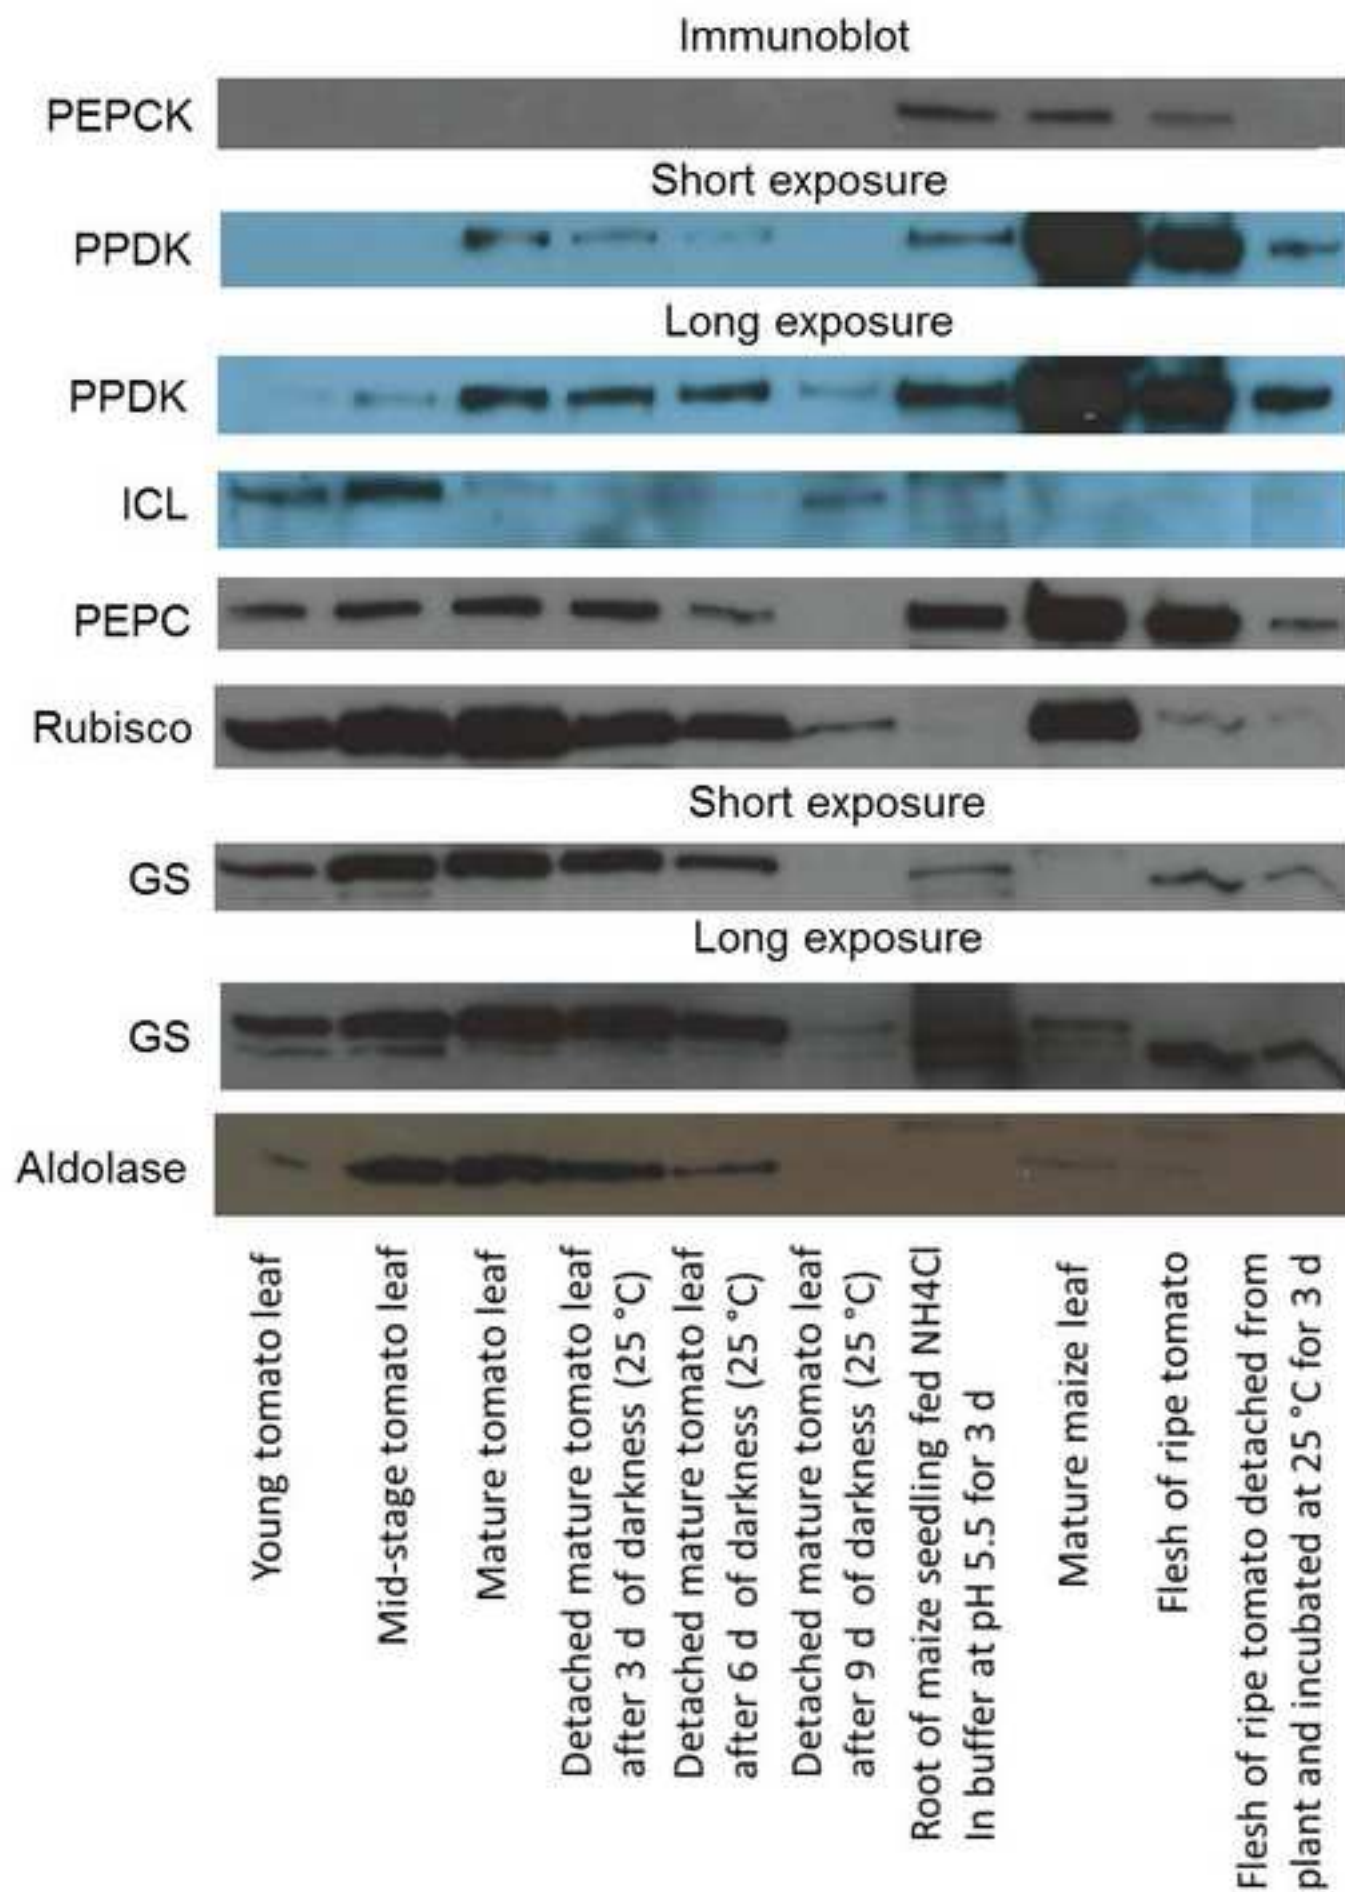 Immunoblot
PEPCK
Short exposure
PPDK
Long exposure
PPDK
ICL
PEPC
Rubisco
Short exposure
GS
Long exposure
GS
Aldolase
Young tomato leaf
Mid-stage tomato leaf
Mature tomato leaf
Detached mature tomato leaf
after 3 d of darkness (25 °C)
Detached mature tomato leaf
after 6 d of darkness (25 °C)
Detached mature tomato leaf
after 9 d of darkness (25 °C)
Root of maize seedling fed NH4Cl
In buffer at pH 5.5 for 3 d
Mature maize leaf
Flesh of ripe tomato
Flesh of ripe tomato detached from
plant and incubated at 25 °C for 3 d